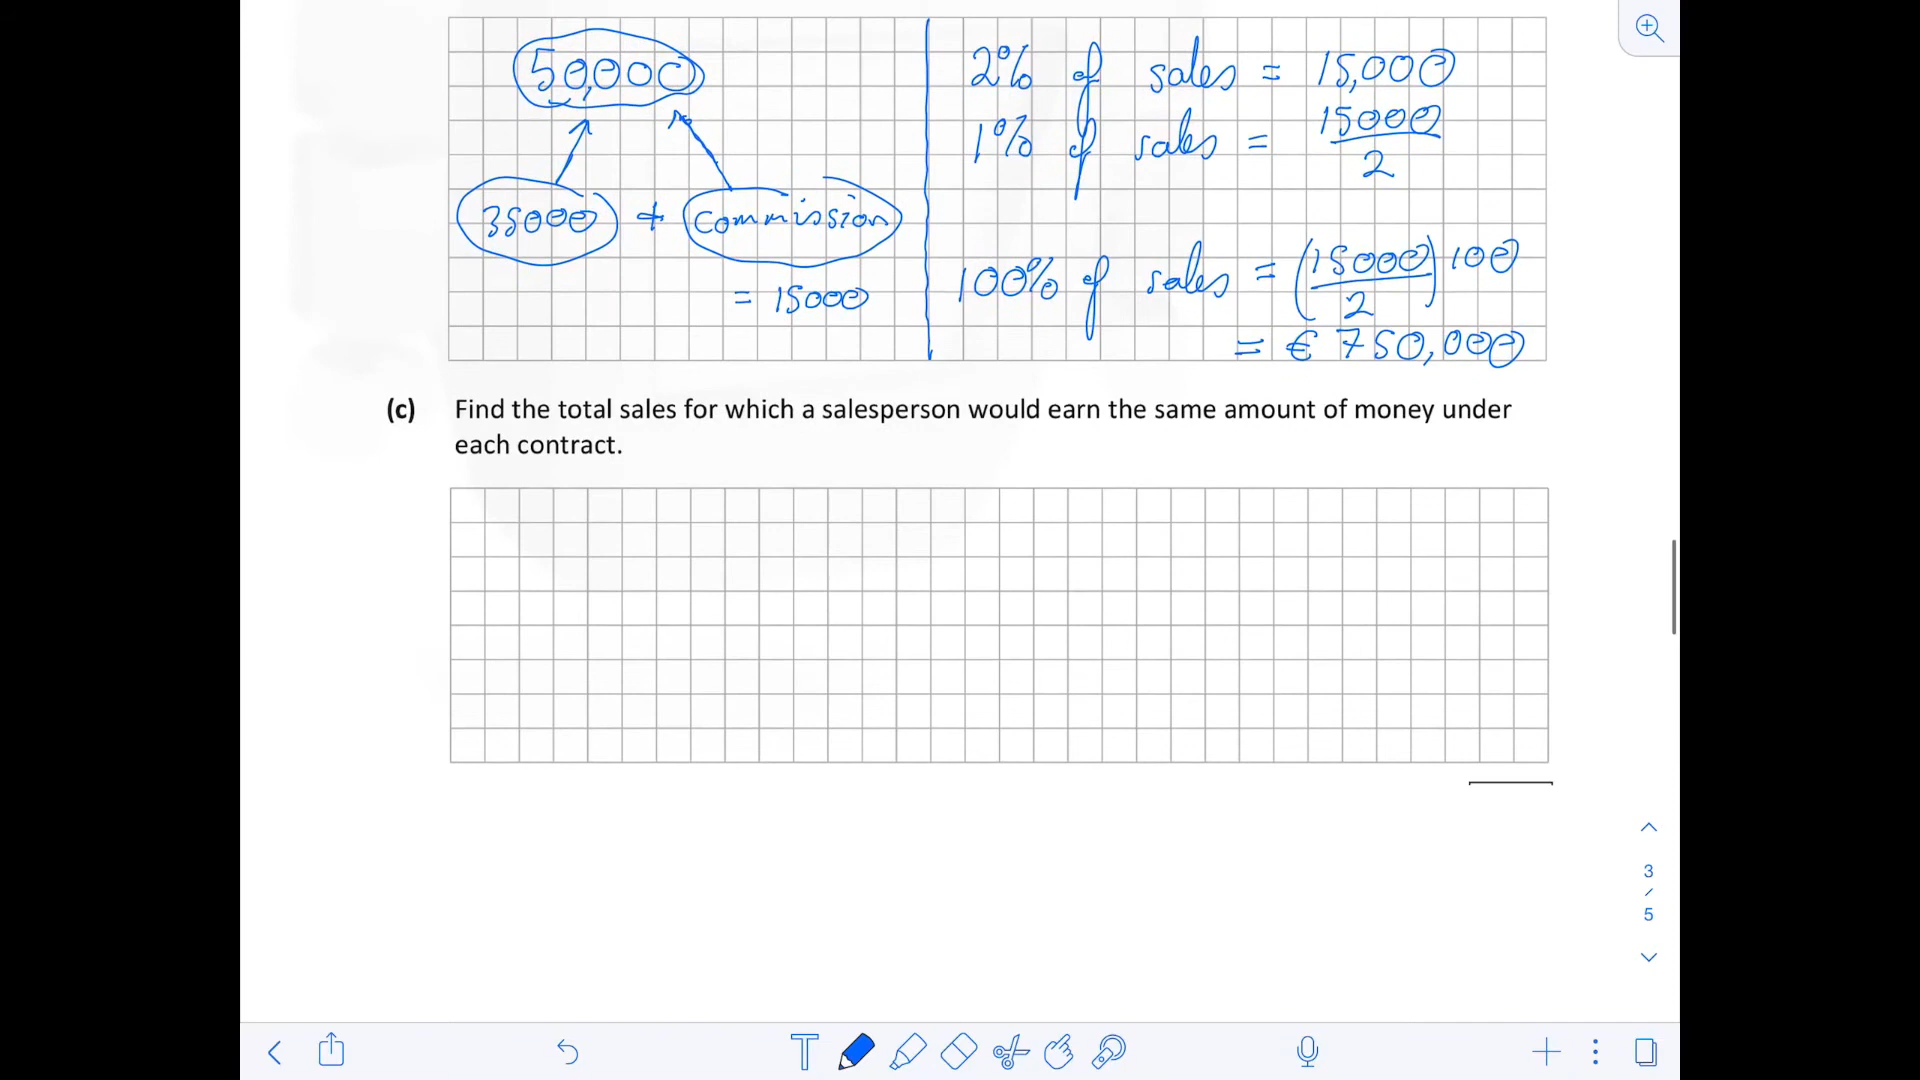 50,000
35000 + commission
= 15000
2% of sales = 15,000
1% of sales = 15000
2
100% of sales = (15000) 100
2
= € 750,000
(c) Find the total sales for which a salesperson would earn the same amount of money under
each contract.
3
/
5
T